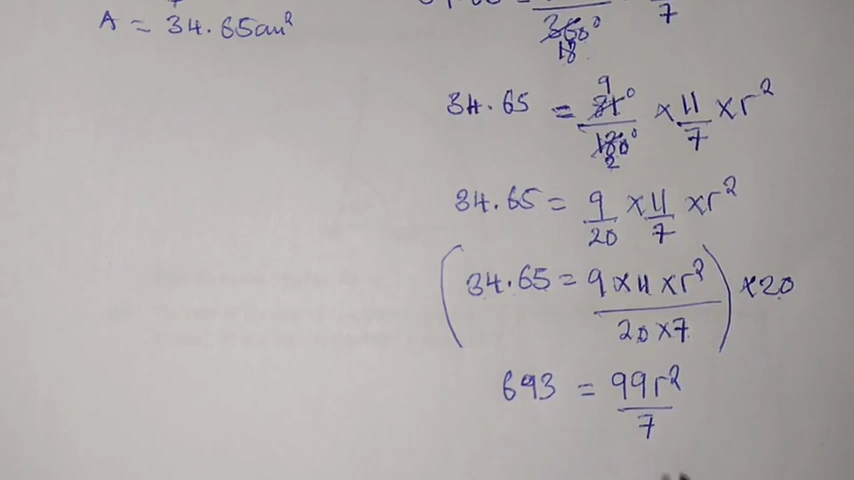 A = 34.65cm²
7
360°
18
34.65 = 81°/180° × 11/7 × r²
9
2
34.65 = 9/20 × 11/7 × r²
(34.65 = 9 × 11 × r²/20 × 7) × 20
693 = 99r²/7